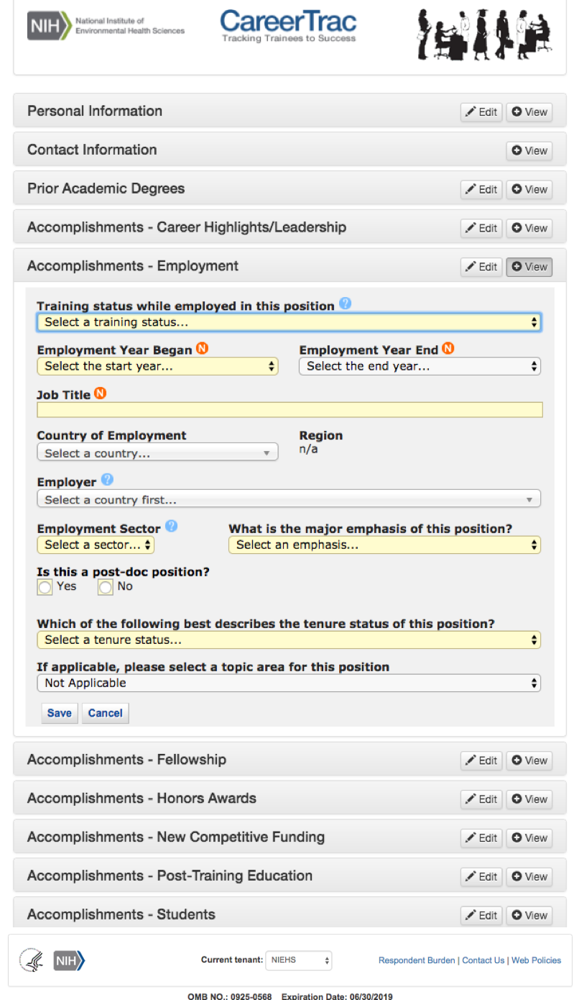 NIH National Institute of
Environmental Health Sciences
CareerTrac
Tracking Trainees to Success
Personal Information Edit View
Contact Information View
Prior Academic Degrees Edit View
Accomplishments - Career Highlights/Leadership Edit View
Accomplishments - Employment Edit View
Training status while employed in this position ?
Select a training status...
Employment Year Began N Employment Year End N
Select the start year... Select the end year...
Job Title N
Country of Employment Region
Select a country... n/a
Employer ?
Select a country first...
Employment Sector ? What is the major emphasis of this position?
Select a sector... Select an emphasis...
Is this a post-doc position?
Yes No
Which of the following best describes the tenure status of this position?
Select a tenure status...
If applicable, please select a topic area for this position
Not Applicable
Save Cancel
Accomplishments - Fellowship Edit View
Accomplishments - Honors Awards Edit View
Accomplishments - New Competitive Funding Edit View
Accomplishments - Post-Training Education Edit View
Accomplishments - Students Edit View
NIH Current tenant: NIEHS Respondent Burden | Contact Us | Web Policies
OMB NO.: 0925-0568 Expiration Date: 06/30/2019